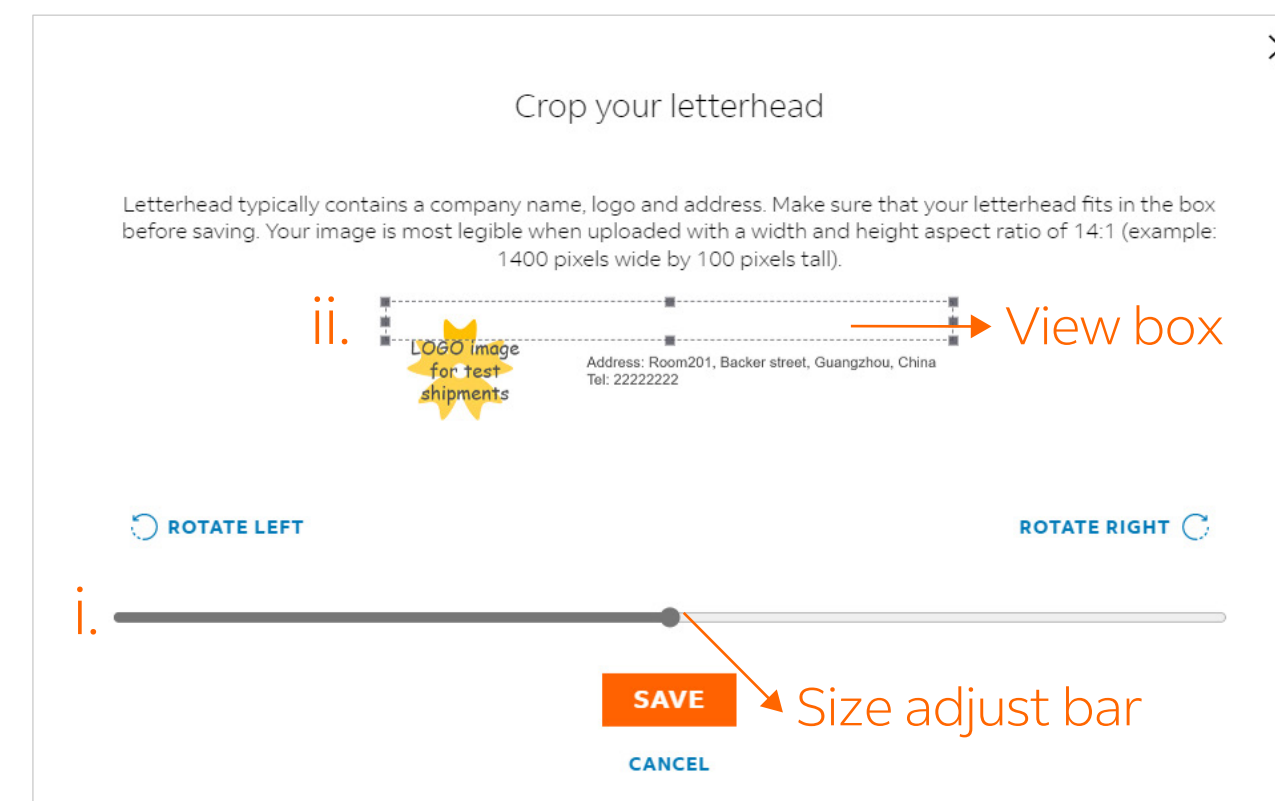 Crop your letterhead
Letterhead typically contains a company name, logo and address. Make sure that your letterhead fits in the box
before saving. Your image is most legible when uploaded with a width and height aspect ratio of 14:1 (example:
1400 pixels wide by 100 pixels tall).
ii.
View box
LOGO image
for test
shipments
Address: Room201, Backer street, Guangzhou, China
Tel: 22222222
ROTATE LEFT
ROTATE RIGHT
i.
SAVE
Size adjust bar
CANCEL